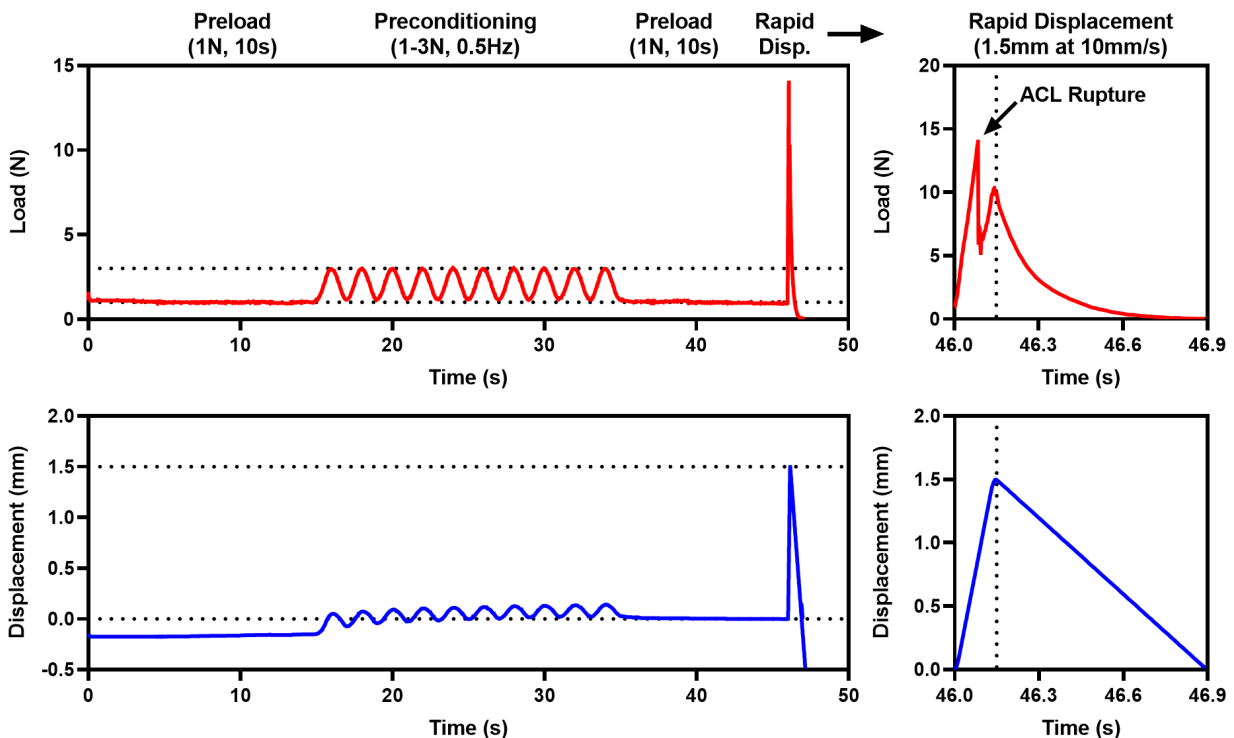 Preload
(1N, 10s)
Preconditioning
(1-3N, 0.5Hz)
Preload
(1N, 10s)
Rapid
Disp.
Rapid Displacement
(1.5mm at 10mm/s)
Load (N)
15
10
5
0
0
10
20
30
40
50
Time (s)
Load (N)
20
15
10
5
0
ACL Rupture
46.0
46.3
46.6
46.9
Time (s)
Displacement (mm)
2.0
1.5
1.0
0.5
0.0
-0.5
0
10
20
30
40
50
Time (s)
Displacement (mm)
2.0
1.5
1.0
0.5
0.0
46.0
46.3
46.6
46.9
Time (s)